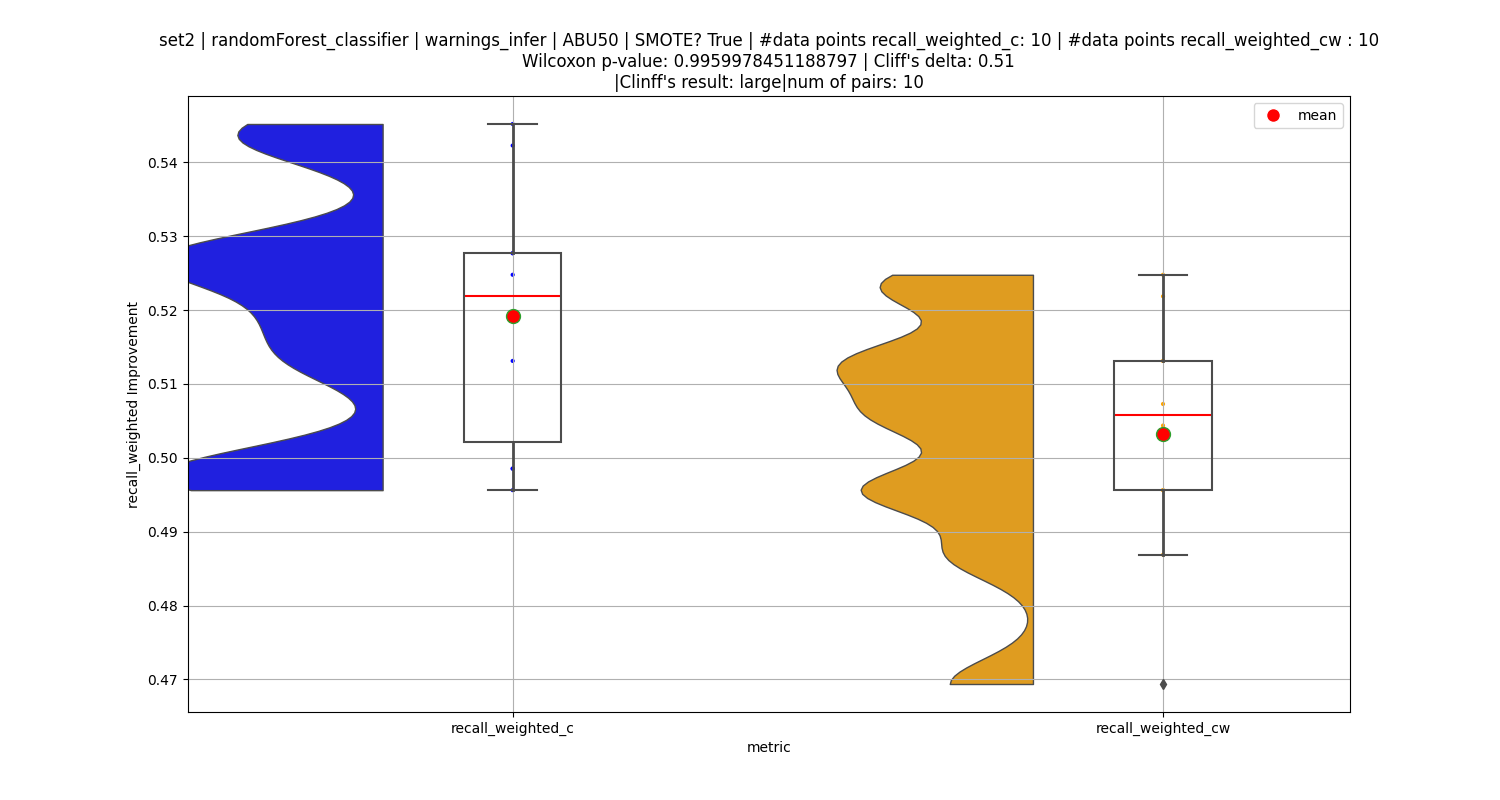 set2 | randomForest_classifier | warnings_infer | ABU50 | SMOTE? True | #data points recall_weighted_c: 10 | #data points recall_weighted_cw : 10
Wilcoxon p-value: 0.9959978451188797 | Cliff's delta: 0.51
|Clinff's result: large|num of pairs: 10
mean
0.54
0.53
0.52
0.51
0.50
0.49
0.48
0.47
recall_weighted Improvement
recall_weighted_c
recall_weighted_cw
metric